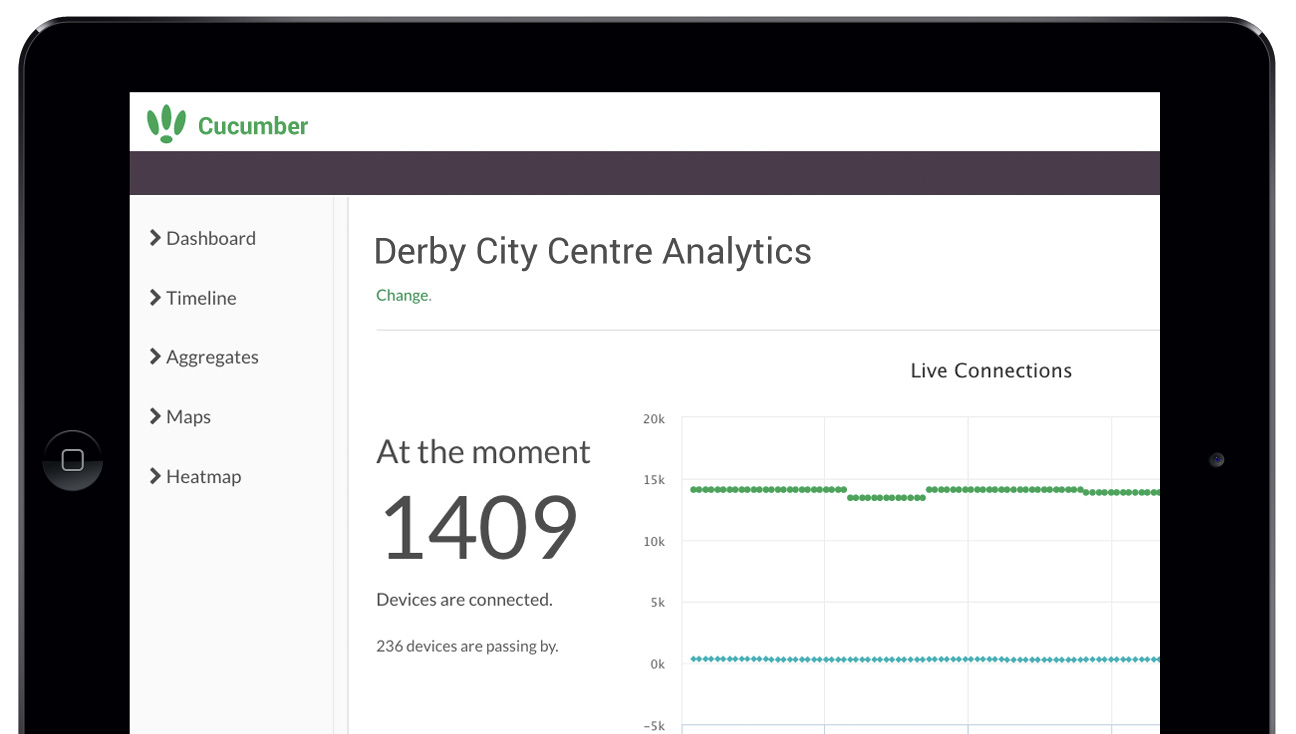 Cucumber
Dashboard
Timeline
Aggregates
Maps
Heatmap
Derby City Centre Analytics
Change.
At the moment
1409
Devices are connected.
236 devices are passing by.
Live Connections
20k
15k
10k
5k
0k
−5k